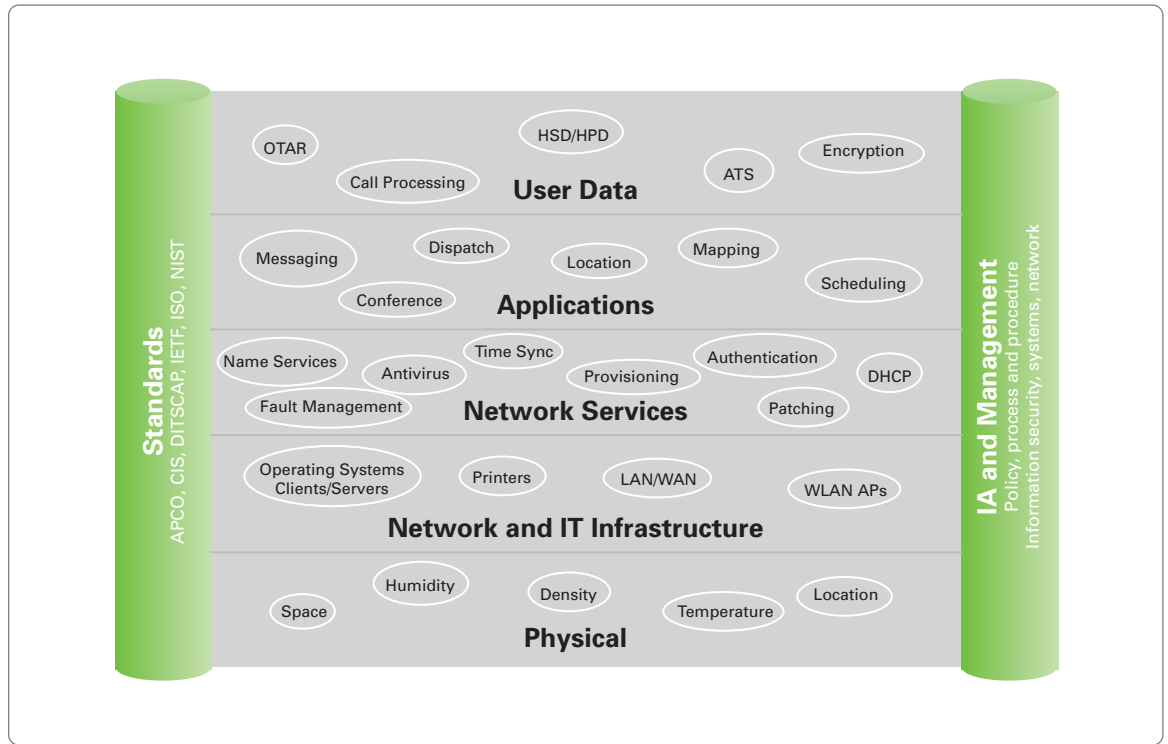 Standards
APCO, CIS, DITSCAP, IETF, ISO, NIST
OTAR
HSD/HPD
Encryption
Call Processing
ATS
User Data
Messaging
Dispatch
Location
Mapping
Scheduling
Conference
Applications
Name Services
Time Sync
Authentication
Antivirus
Provisioning
DHCP
Fault Management
Network Services
Patching
Operating Systems
Clients/Servers
Printers
LAN/WAN
WLAN APs
Network and IT Infrastructure
Space
Humidity
Density
Temperature
Location
Physical
IA and Management
Policy, process and procedure
Information security, systems, network